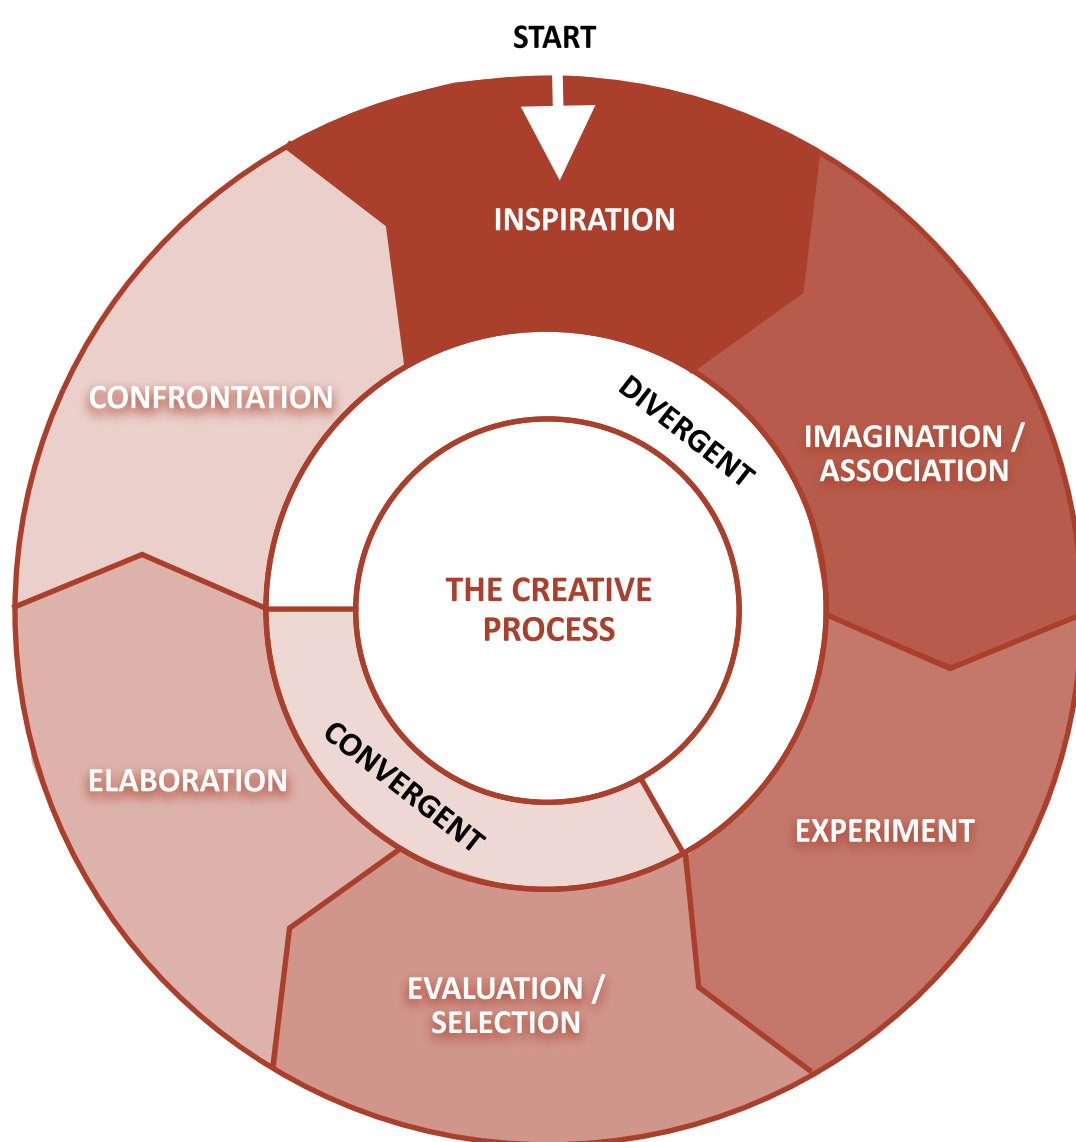 START
INSPIRATION
IMAGINATION /
ASSOCIATION
EXPERIMENT
EVALUATION /
SELECTION
ELABORATION
CONFRONTATION
DIVERGENT
CONVERGENT
THE CREATIVE
PROCESS